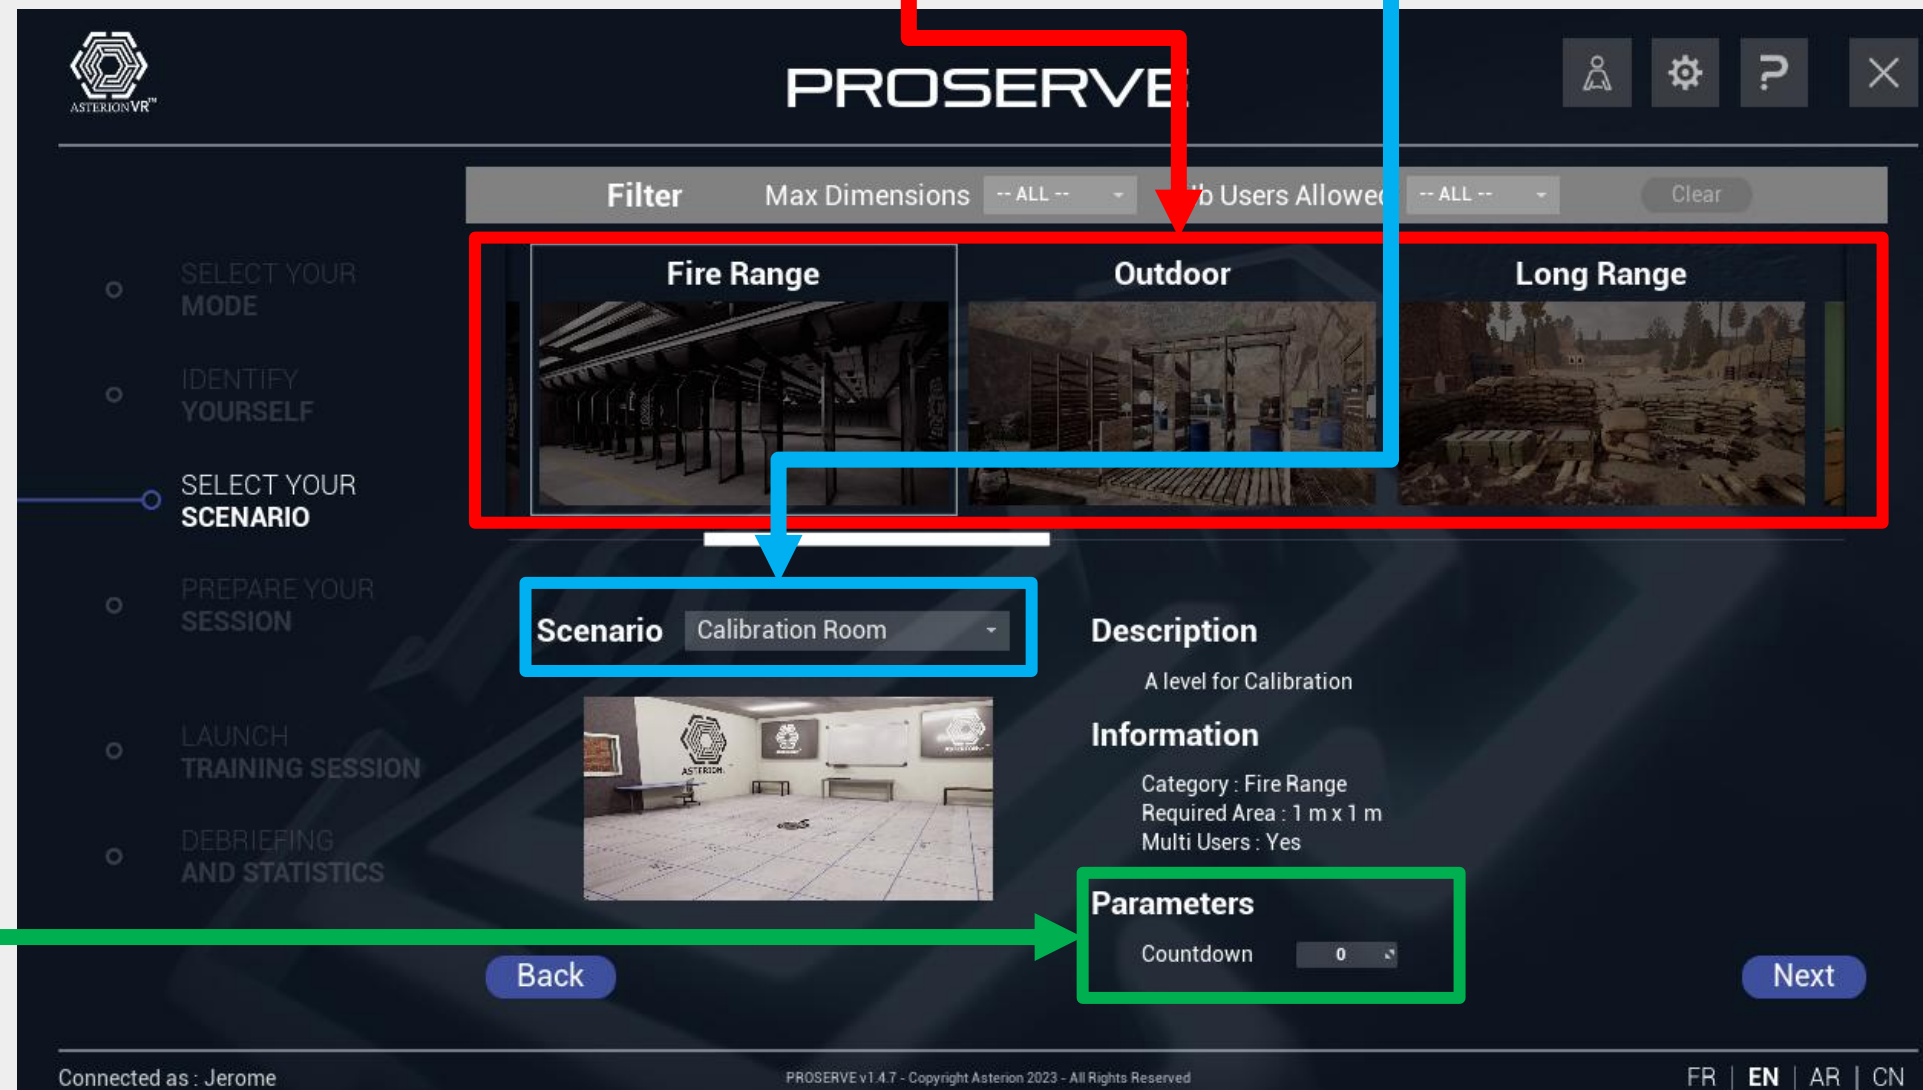 ASTERION VR™
PROSERVE
Filter Max Dimensions -- ALL -- Users Allowed -- ALL -- Clear
Fire Range Outdoor Long Range
SELECT YOUR
MODE
IDENTIFY
YOURSELF
SELECT YOUR
SCENARIO
PREPARE YOUR
SESSION
LAUNCH
TRAINING SESSION
DEBRIEFING
AND STATISTICS
Scenario Calibration Room
ASTERION
Description
A level for Calibration
Information
Category : Fire Range
Required Area : 1 m x 1 m
Multi Users : Yes
Parameters
Countdown 0
Back
Next
Connected as : Jerome
PROSERVE v1.4.7 - Copyright Asterion 2023 - All Rights Reserved
FR | EN | AR | CN